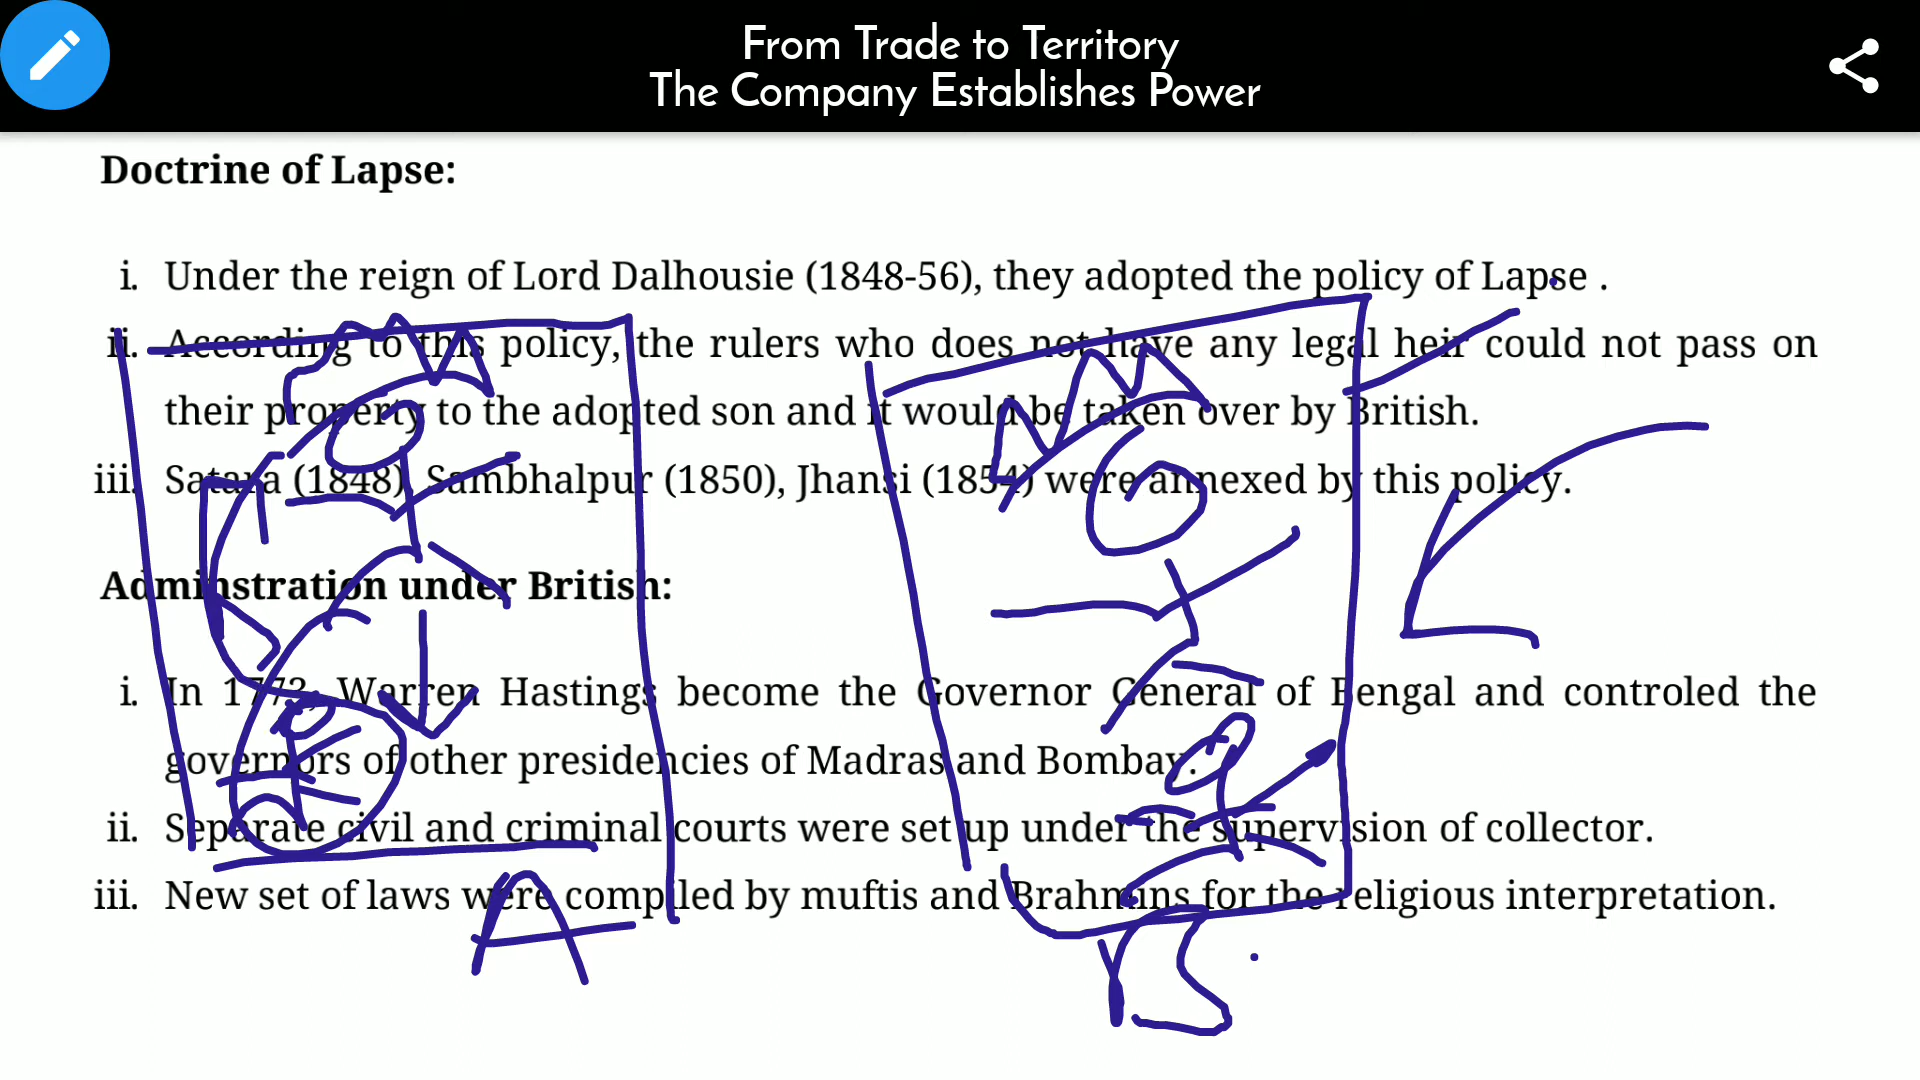 From Trade to Territory
The Company Establishes Power
Doctrine of Lapse:
i. Under the reign of Lord Dalhousie (1848-56), they adopted the policy of Lapse .
ii. According to this policy, the rulers who does not have any legal heir could not pass on
their property to the adopted son and it would be taken over by British.
iii. Satara (1848), Sambhalpur (1850), Jhansi (1854) were annexed by this policy.
Adminstration under British:
i. In 1773, Warren Hastings become the Governor General of Bengal and controled the
governors of other presidencies of Madras and Bombay.
ii. Separate civil and criminal courts were set up under the supervision of collector.
iii. New set of laws were compiled by muftis and Brahmins for the religious interpretation.
A